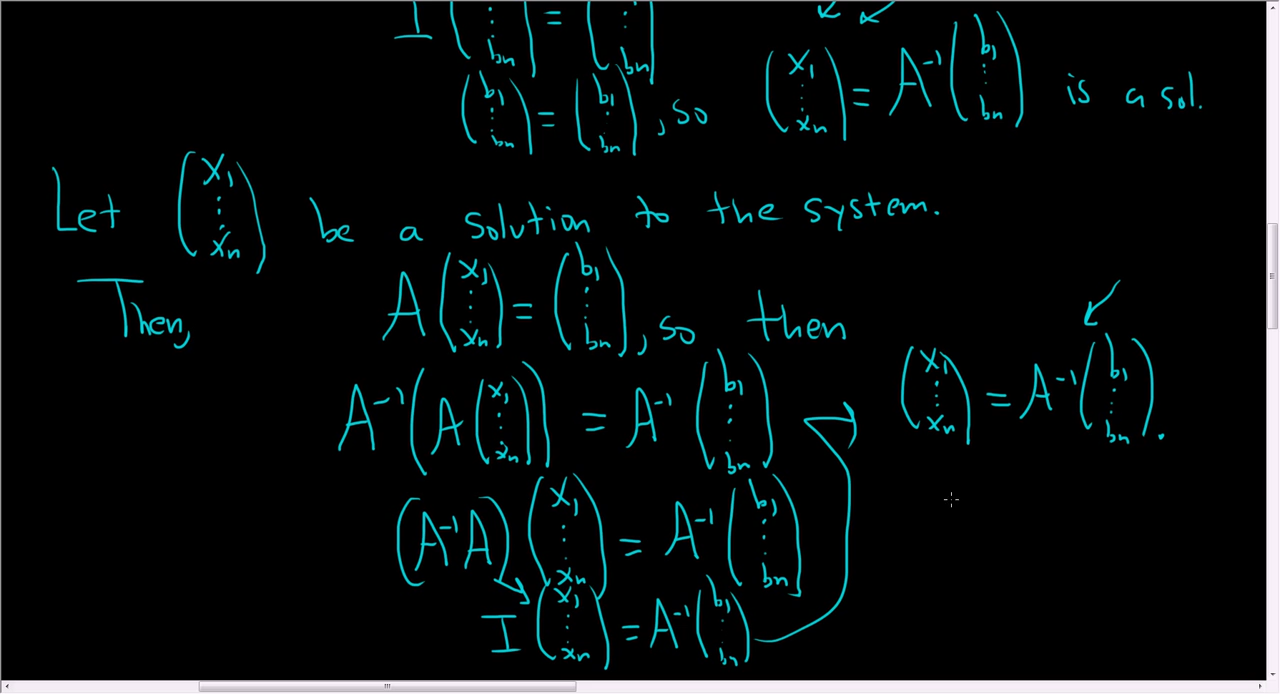 I (⋮ bn) = (⋮ bn)
(b1 ⋮ bn) = (b1 ⋮ bn), so (x1 ⋮ xn) = A⁻¹ (b1 ⋮ bn) is a sol.
Let (x1 ⋮ xn) be a solution to the system.
Then, A (x1 ⋮ xn) = (b1 ⋮ bn), so then
A⁻¹ (A (x1 ⋮ xn)) = A⁻¹ (b1 ⋮ bn) (x1 ⋮ xn) = A⁻¹ (b1 ⋮ bn).
(A⁻¹A) (x1 ⋮ xn) = A⁻¹ (b1 ⋮ bn)
I (x1 ⋮ xn) = A⁻¹ (b1 ⋮ bn)